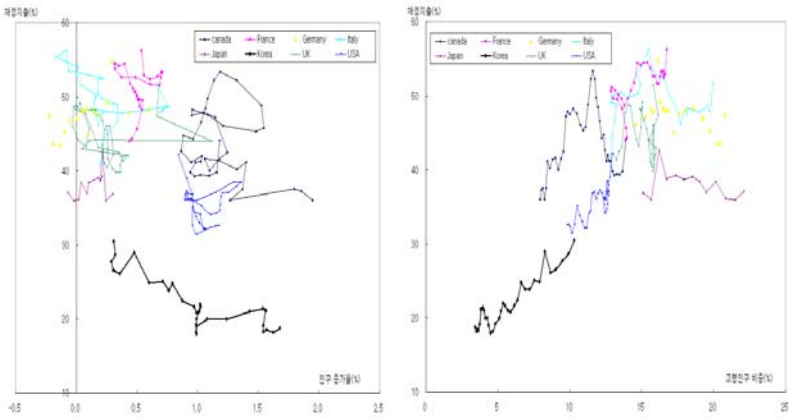 재정지출(%)
60
canada France Germany Italy
Japan Korea UK USA
50
40
30
20
10
인구 증가율(%)
-0.5 0.0 0.5 1.0 1.5 2.0 2.5
재정지출(%)
60
canada France Germany Italy
Japan Korea UK USA
50
40
30
20
10
고령인구 비중(%)
0 5 10 15 20 25